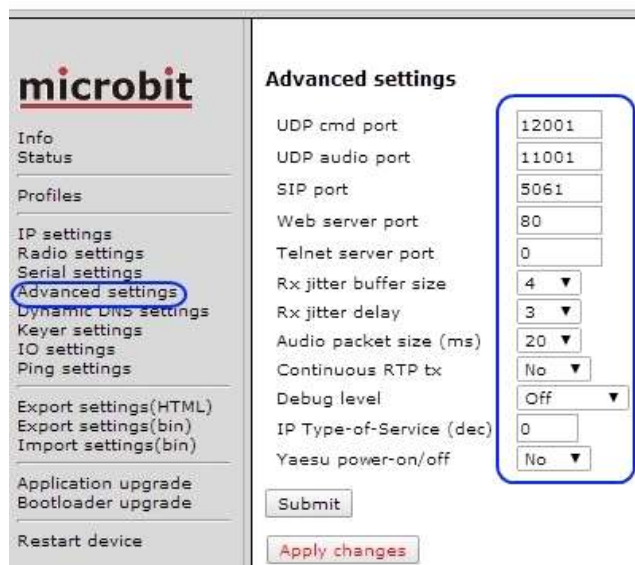 microbit
Info
Status
Profiles
IP settings
Radio settings
Serial settings
Advanced settings
Dynamic DNS settings
Keyer settings
IO settings
Ping settings
Export settings(HTML)
Export settings(bin)
Import settings(bin)
Application upgrade
Bootloader upgrade
Restart device
Advanced settings
UDP cmd port 12001
UDP audio port 11001
SIP port 5061
Web server port 80
Telnet server port 0
Rx jitter buffer size 4
Rx jitter delay 3
Audio packet size (ms) 20
Continuous RTP tx No
Debug level Off
IP Type-of-Service (dec) 0
Yaesu power-on/off No
Submit
Apply changes